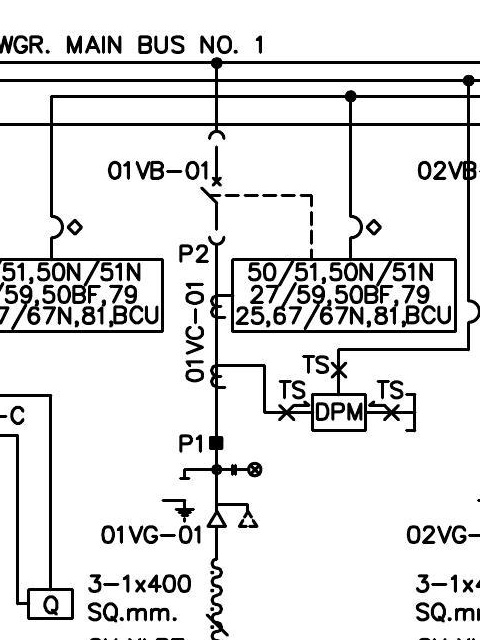 WGR. MAIN BUS NO. 1
01VB-01
02VB-
P2
/51,50N/51N
/59,50BF,79
7/67N,81,BCU
50/51,50N/51N
27/59,50BF,79
25,67/67N,81,BCU
01VC-01
TS
TS
TS
DPM
-C
P1
01VG-01
02VG-
3-1x400
SQ.mm.
3-1x4
SQ.mm
Q